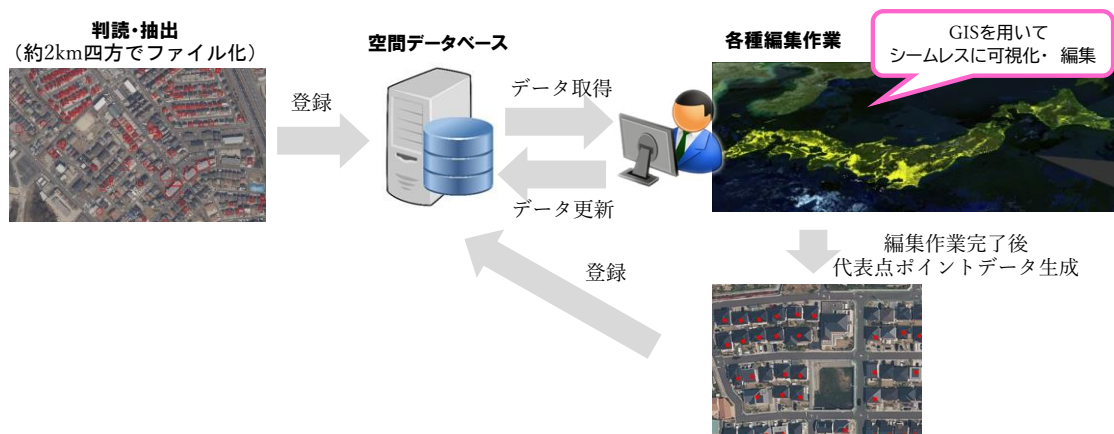 判読・抽出
（約2km四方でファイル化）
登録
空間データベース
データ取得
データ更新
各種編集作業
GISを用いて
シームレスに可視化・ 編集
編集作業完了後
代表点ポイントデータ生成
登録